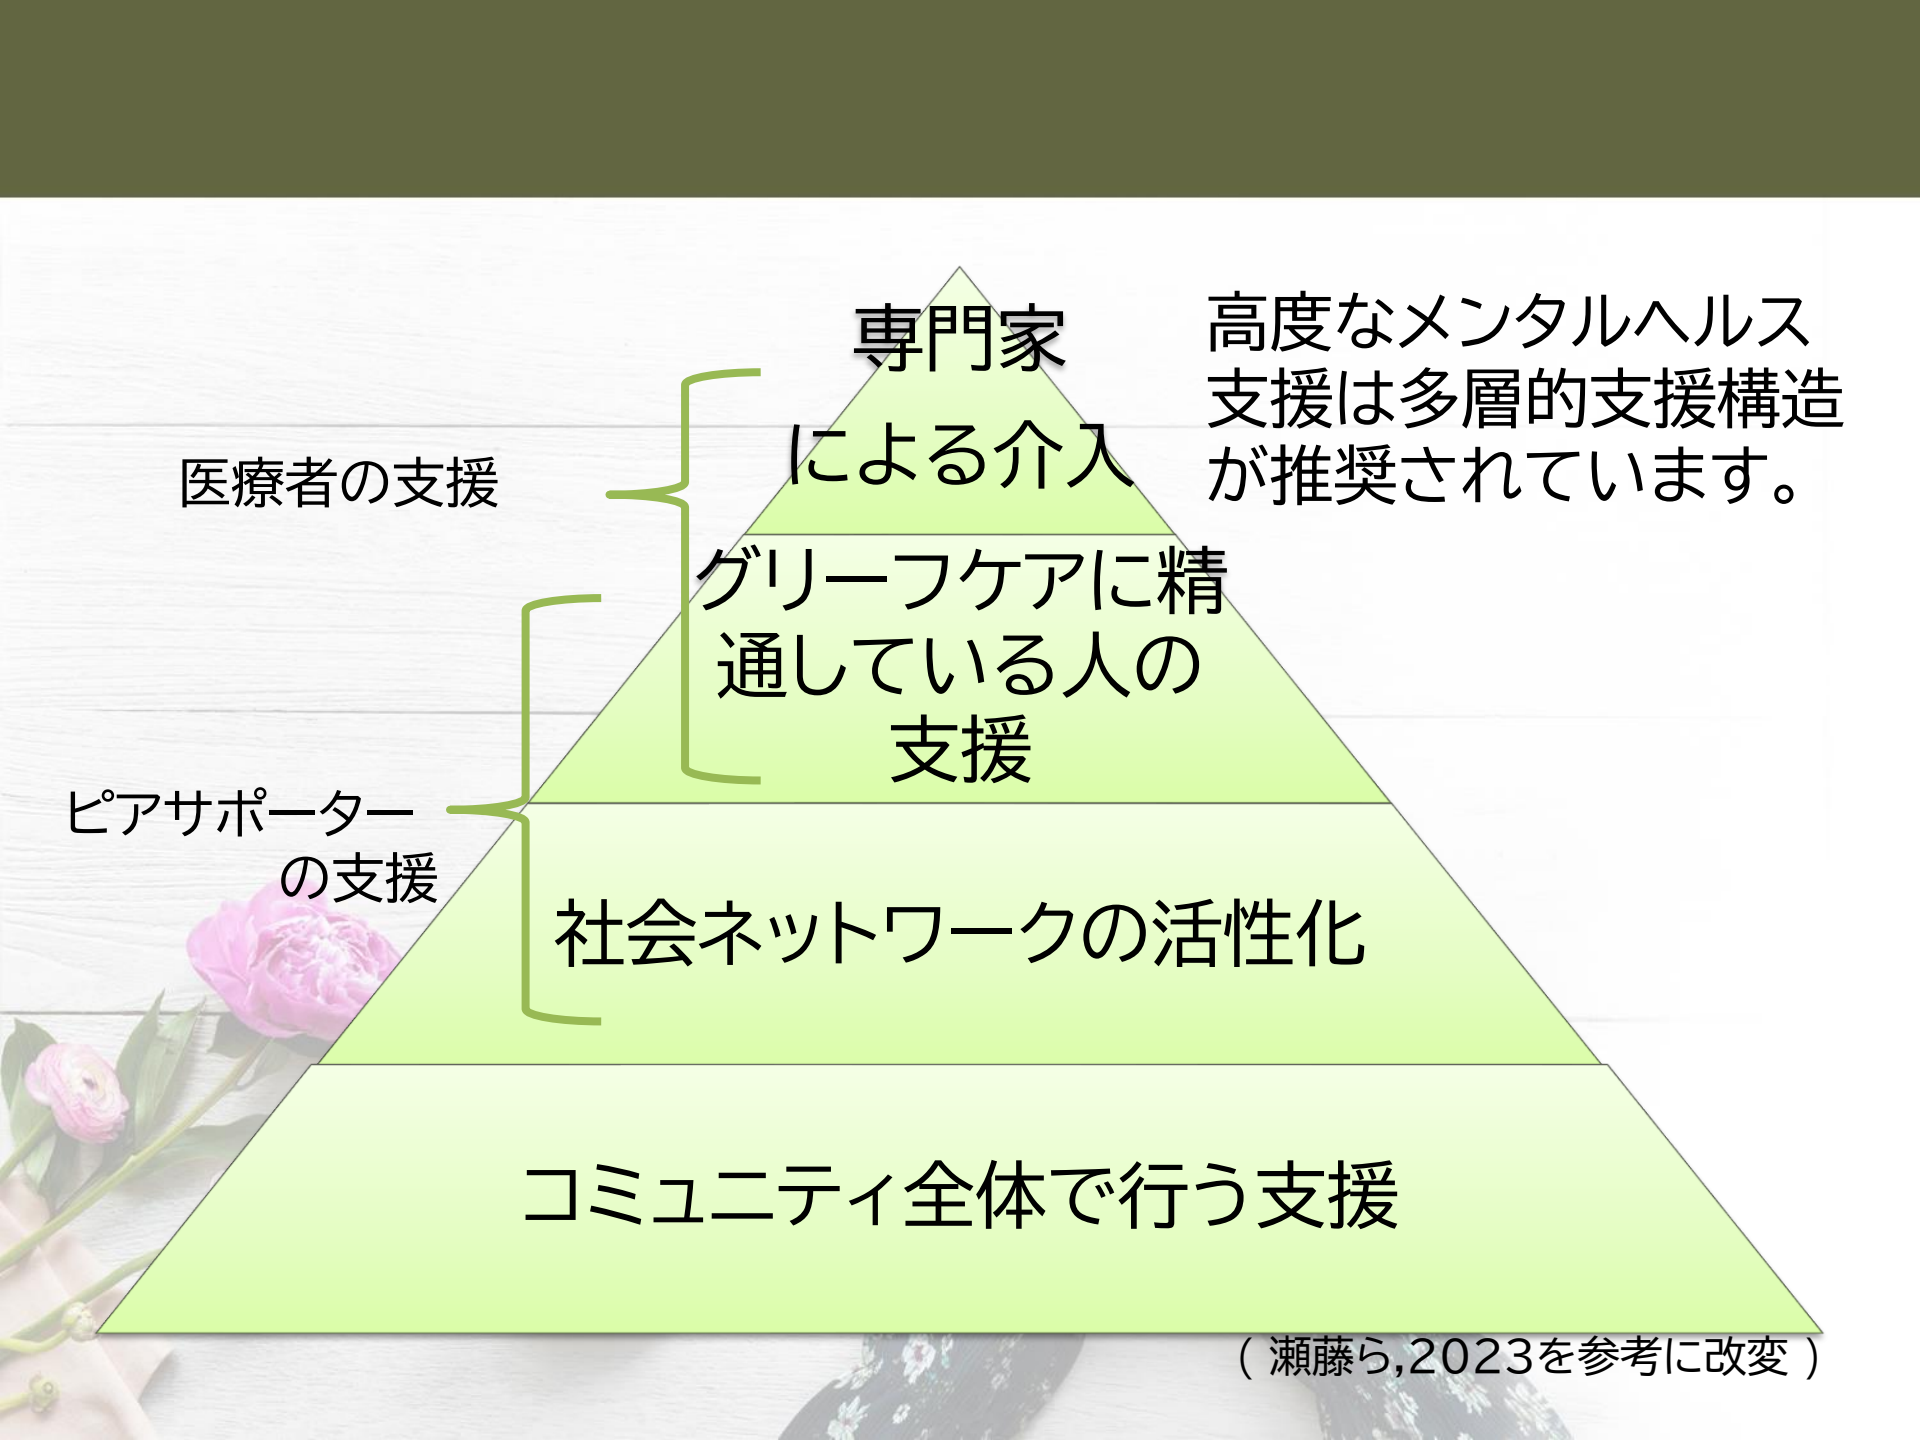 専門家
による介入
高度なメンタルヘルス
支援は多層的支援構造
が推奨されています。
医療者の支援
グリーフケアに精
通している人の
支援
ピアサポーター
の支援
社会ネットワークの活性化
コミュニティ全体で行う支援
( 瀬藤ら,2023を参考に改変 )